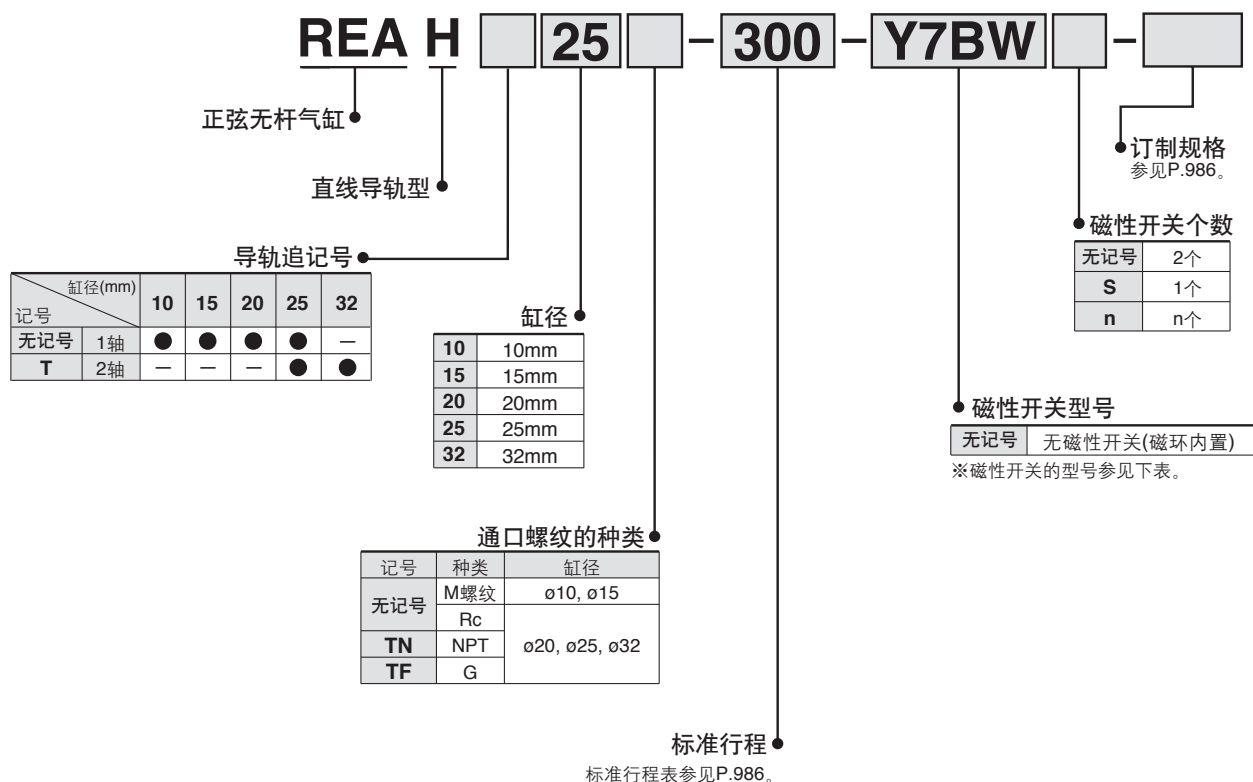 REA H 25 - 300 - Y7BW -
正弦无杆气缸
直线导轨型
订制规格
参见P.986。
磁性开关个数
无记号 2个
S 1个
n n个
导轨追记号
缸径(mm)
记号 10 15 20 25 32
无记号 1轴 ● ● ● ● －
T 2轴 － － － ● ●
缸径
10 10mm
15 15mm
20 20mm
25 25mm
32 32mm
磁性开关型号
无记号 无磁性开关(磁环内置)
※磁性开关的型号参见下表。
通口螺纹的种类
记号 种类 缸径
无记号 M螺纹 ø10, ø15
Rc
TN NPT ø20, ø25, ø32
TF G
标准行程
标准行程表参见P.986。